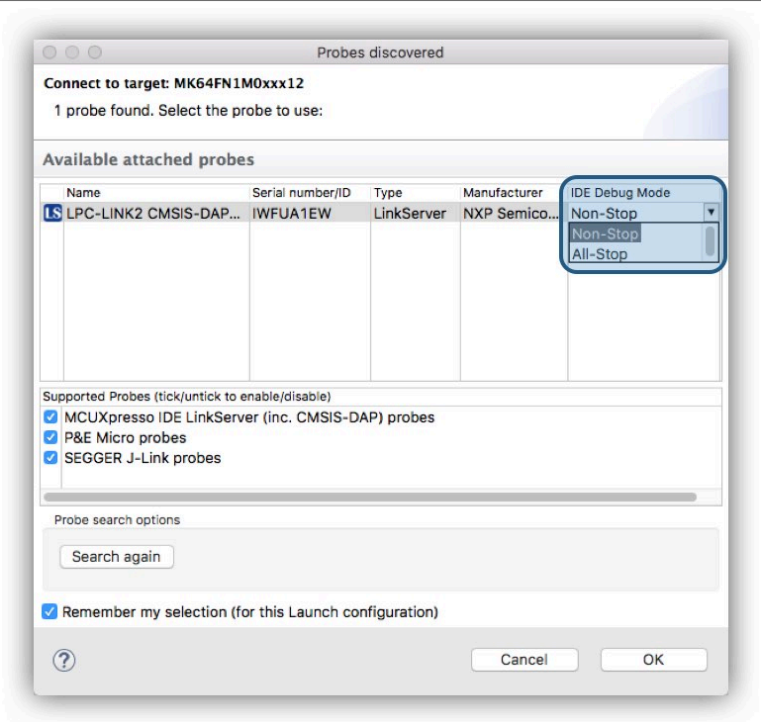 Probes discovered
Connect to target: MK64FN1M0xxx12
1 probe found. Select the probe to use:
Available attached probes
Name Serial number/ID Type Manufacturer IDE Debug Mode
LS LPC-LINK2 CMSIS-DAP... IWFUA1EW LinkServer NXP Semico... Non-Stop
Non-Stop
All-Stop
Supported Probes (tick/untick to enable/disable)
MCUXpresso IDE LinkServer (inc. CMSIS-DAP) probes
P&E Micro probes
SEGGER J-Link probes
Probe search options
Search again
Remember my selection (for this Launch configuration)
? Cancel OK